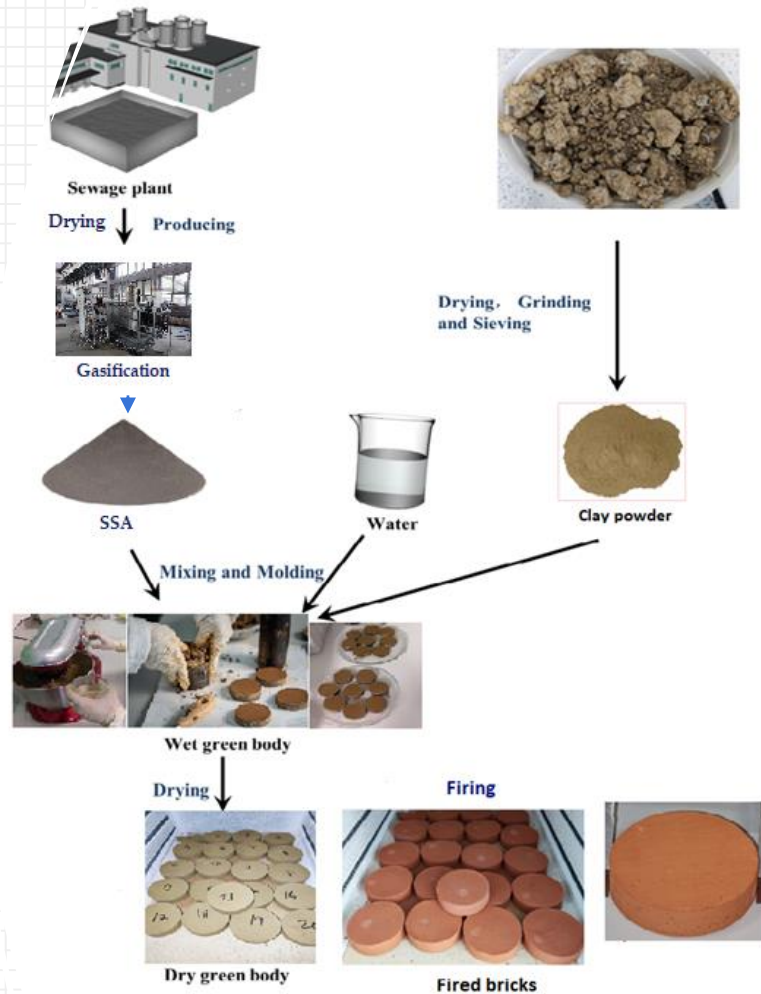 Sewage plant
Drying
Producing
Gasification
Drying, Grinding
and Sieving
SSA
Water
Clay powder
Mixing and Molding
Wet green body
Drying
Firing
Dry green body
Fired bricks